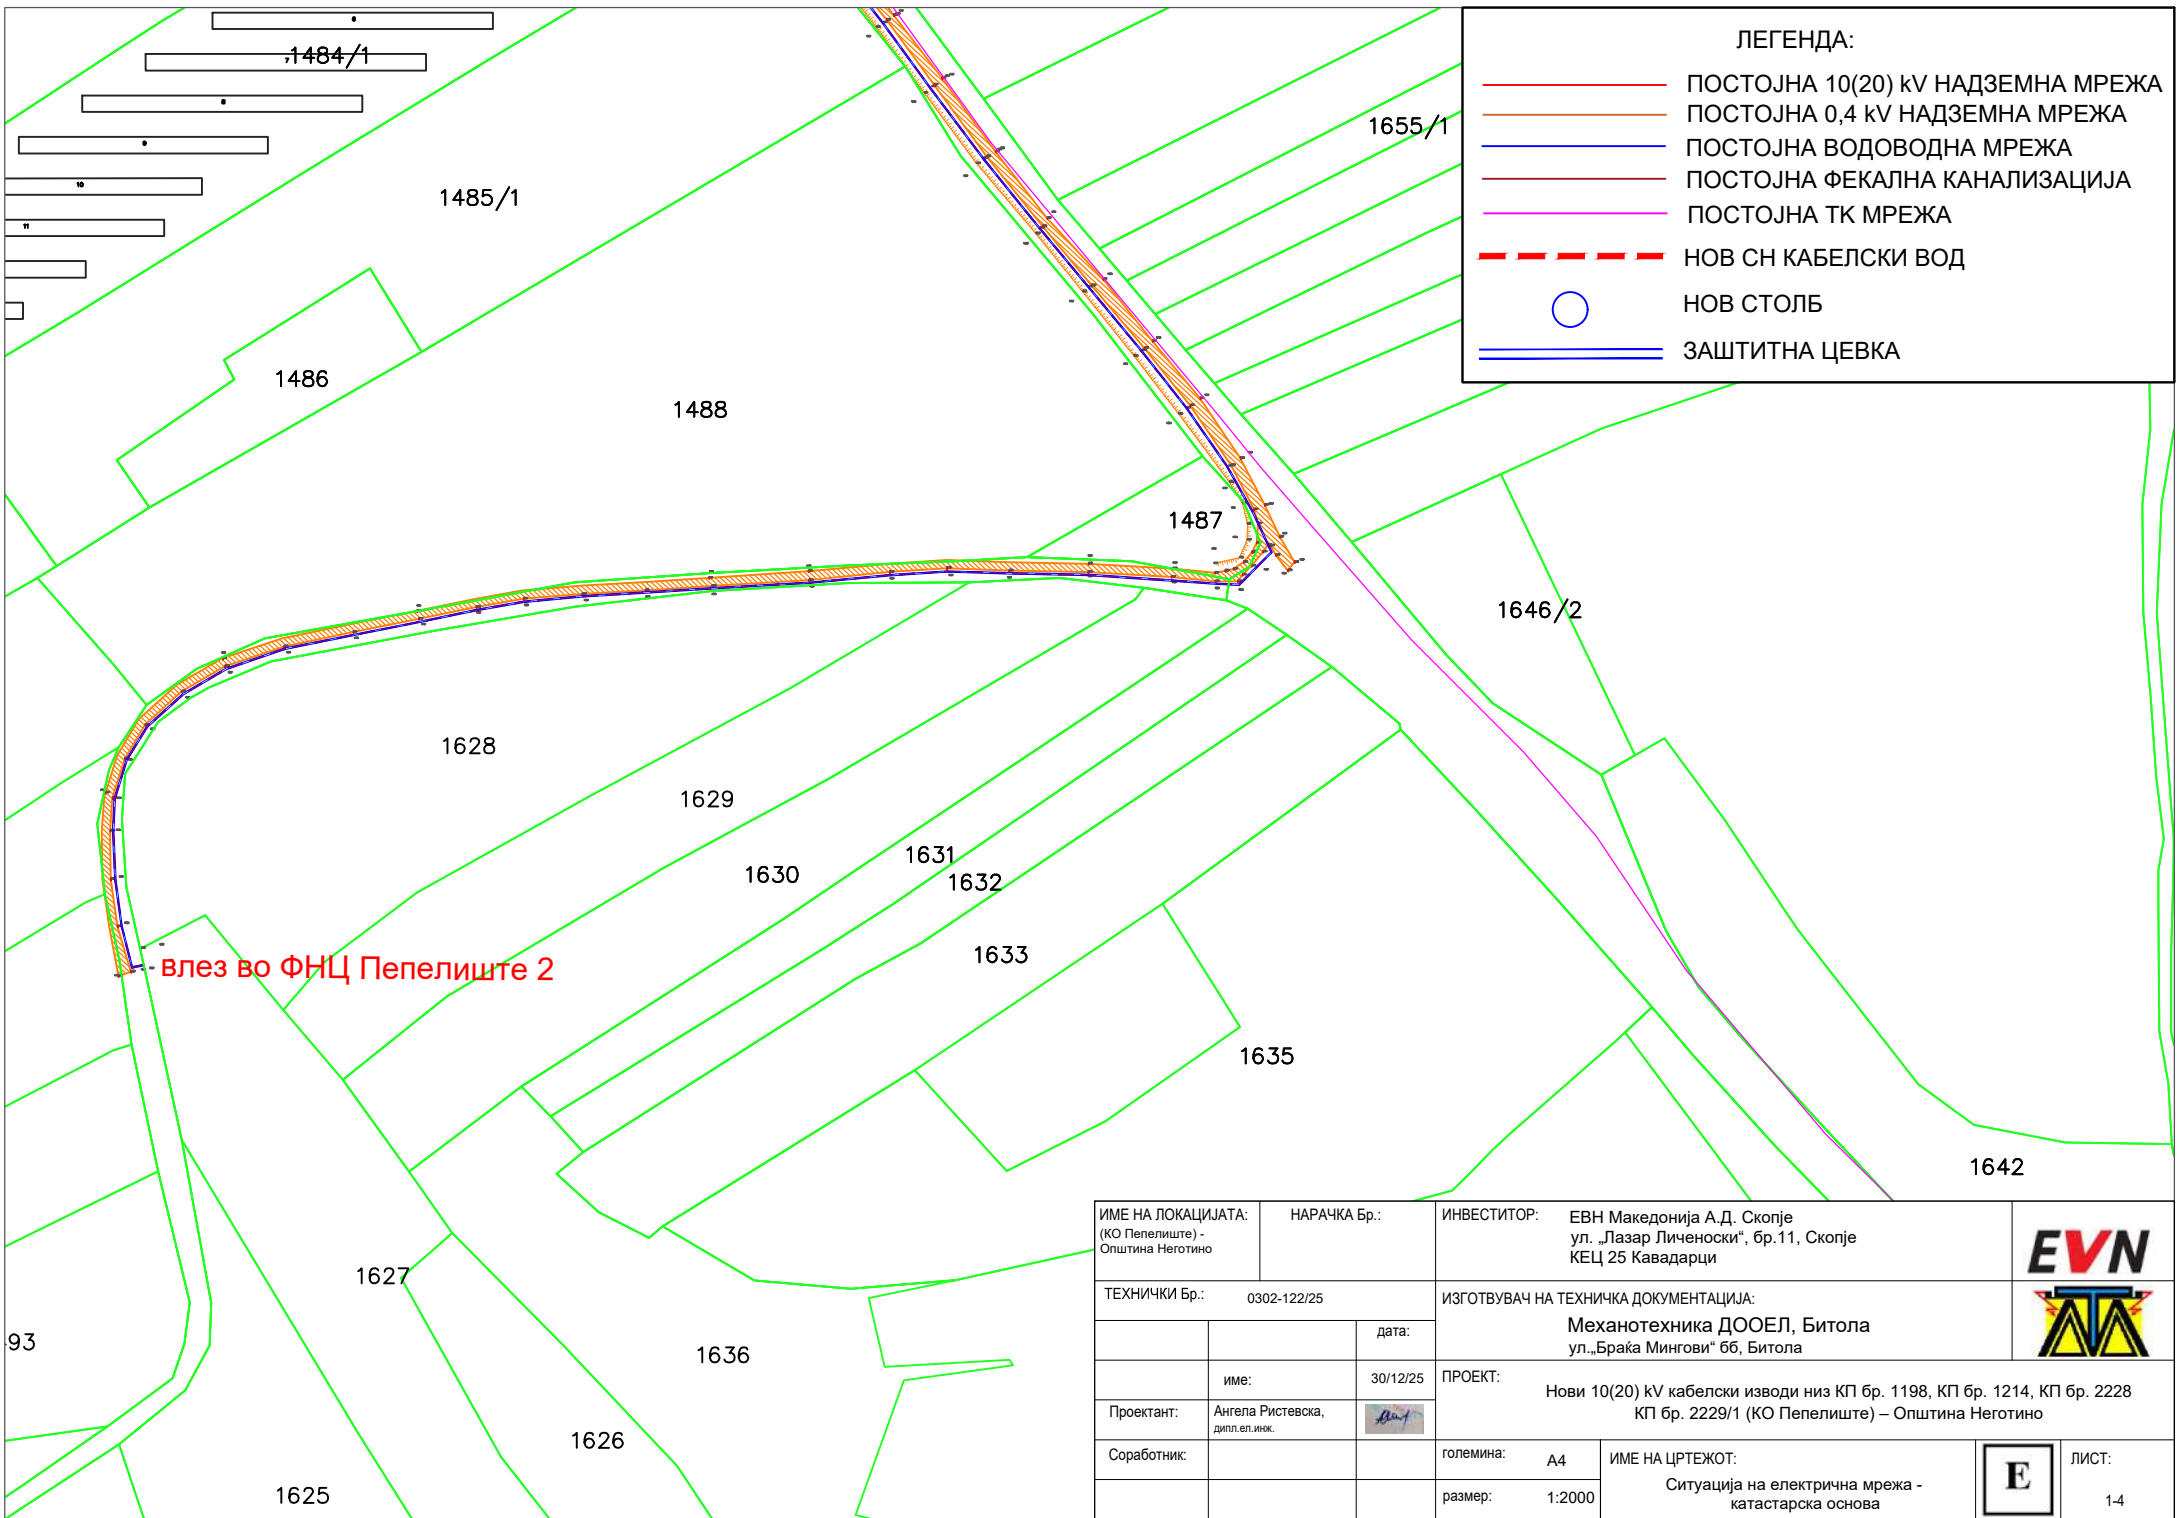 ЛЕГЕНДА:
ПОСТОЈНА 10(20) kV НАДЗЕМНА МРЕЖА
ПОСТОЈНА 0,4 kV НАДЗЕМНА МРЕЖА
ПОСТОЈНА ВОДОВОДНА МРЕЖА
ПОСТОЈНА ФЕКАЛНА КАНАЛИЗАЦИЈА
ПОСТОЈНА ТК МРЕЖА
НОВ СН КАБЕЛСКИ ВОД
НОВ СТОЛБ
ЗАШТИТНА ЦЕВКА
1484/1
10
11
1485/1
1655/1
1486
1488
1487
1646/2
1628
1629
1630
1631
1632
1633
влез во ФНЦ Пепелиште 2
1635
1642
1627
1636
93
1626
1625
ИМЕ НА ЛОКАЦИЈАТА:
(КО Пепелиште) -
Општина Неготино
НАРАЧКА Бр.:
ИНВЕСТИТОР:
ЕВН Македонија А.Д. Скопје
ул. „Лазар Личеноски“, бр.11, Скопје
КЕЦ 25 Кавадарци
EVN
ТЕХНИЧКИ Бр.:
0302-122/25
ИЗГОТВУВАЧ НА ТЕХНИЧКА ДОКУМЕНТАЦИЈА:
Механотехника ДООЕЛ, Битола
ул.„Браќа Мингови“ бб, Битола
дата:
име:
30/12/25
ПРОЕКТ:
Нови 10(20) kV кабелски изводи низ КП бр. 1198, КП бр. 1214, КП бр. 2228
КП бр. 2229/1 (КО Пепелиште) – Општина Неготино
Проектант:
Ангела Ристевска,
дипл.ел.инж.
Соработник:
големина:
А4
размер:
1:2000
ИМЕ НА ЦРТЕЖОТ:
Ситуација на електрична мрежа -
катастарска основа
Е
ЛИСТ:
1-4